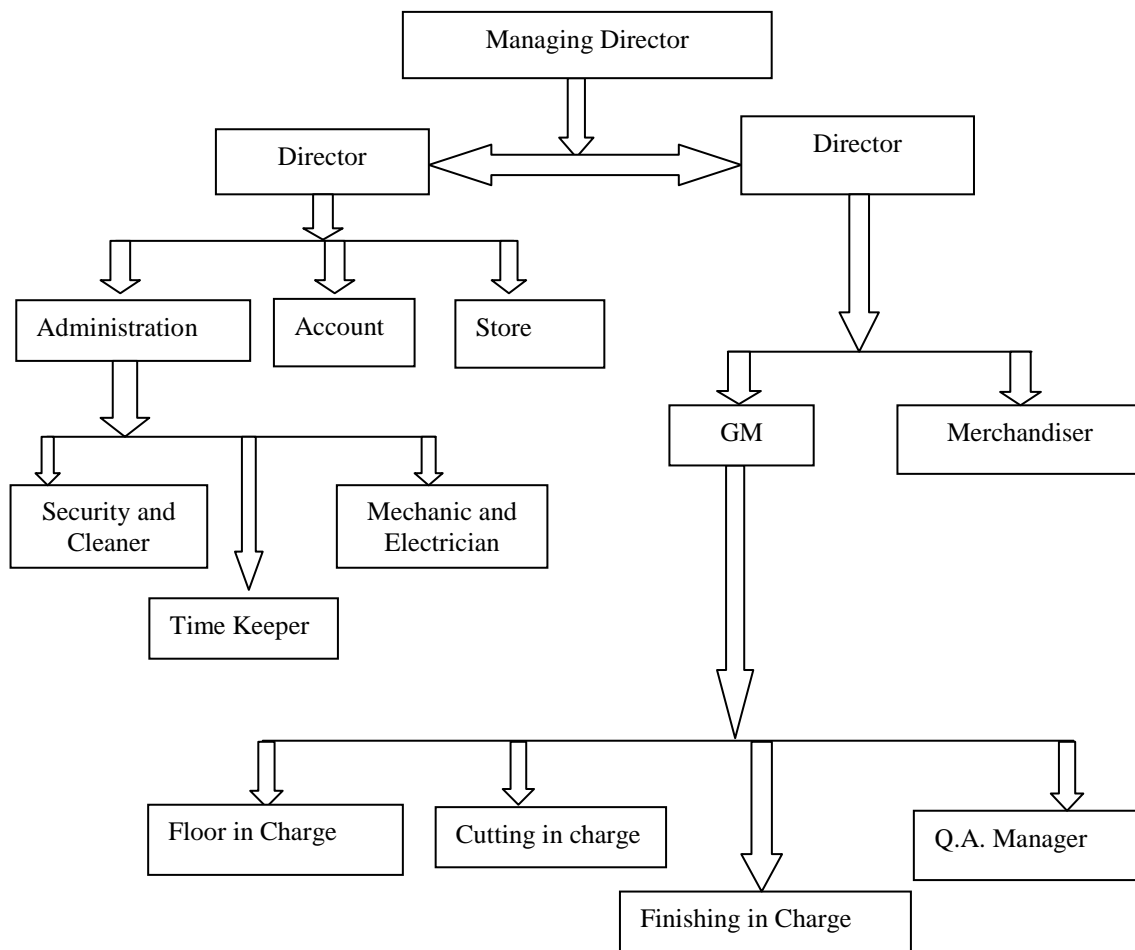 Managing Director
Director
Director
Administration
Account
Store
GM
Merchandiser
Security and
Cleaner
Mechanic and
Electrician
Time Keeper
Floor in Charge
Cutting in charge
Q.A. Manager
Finishing in Charge